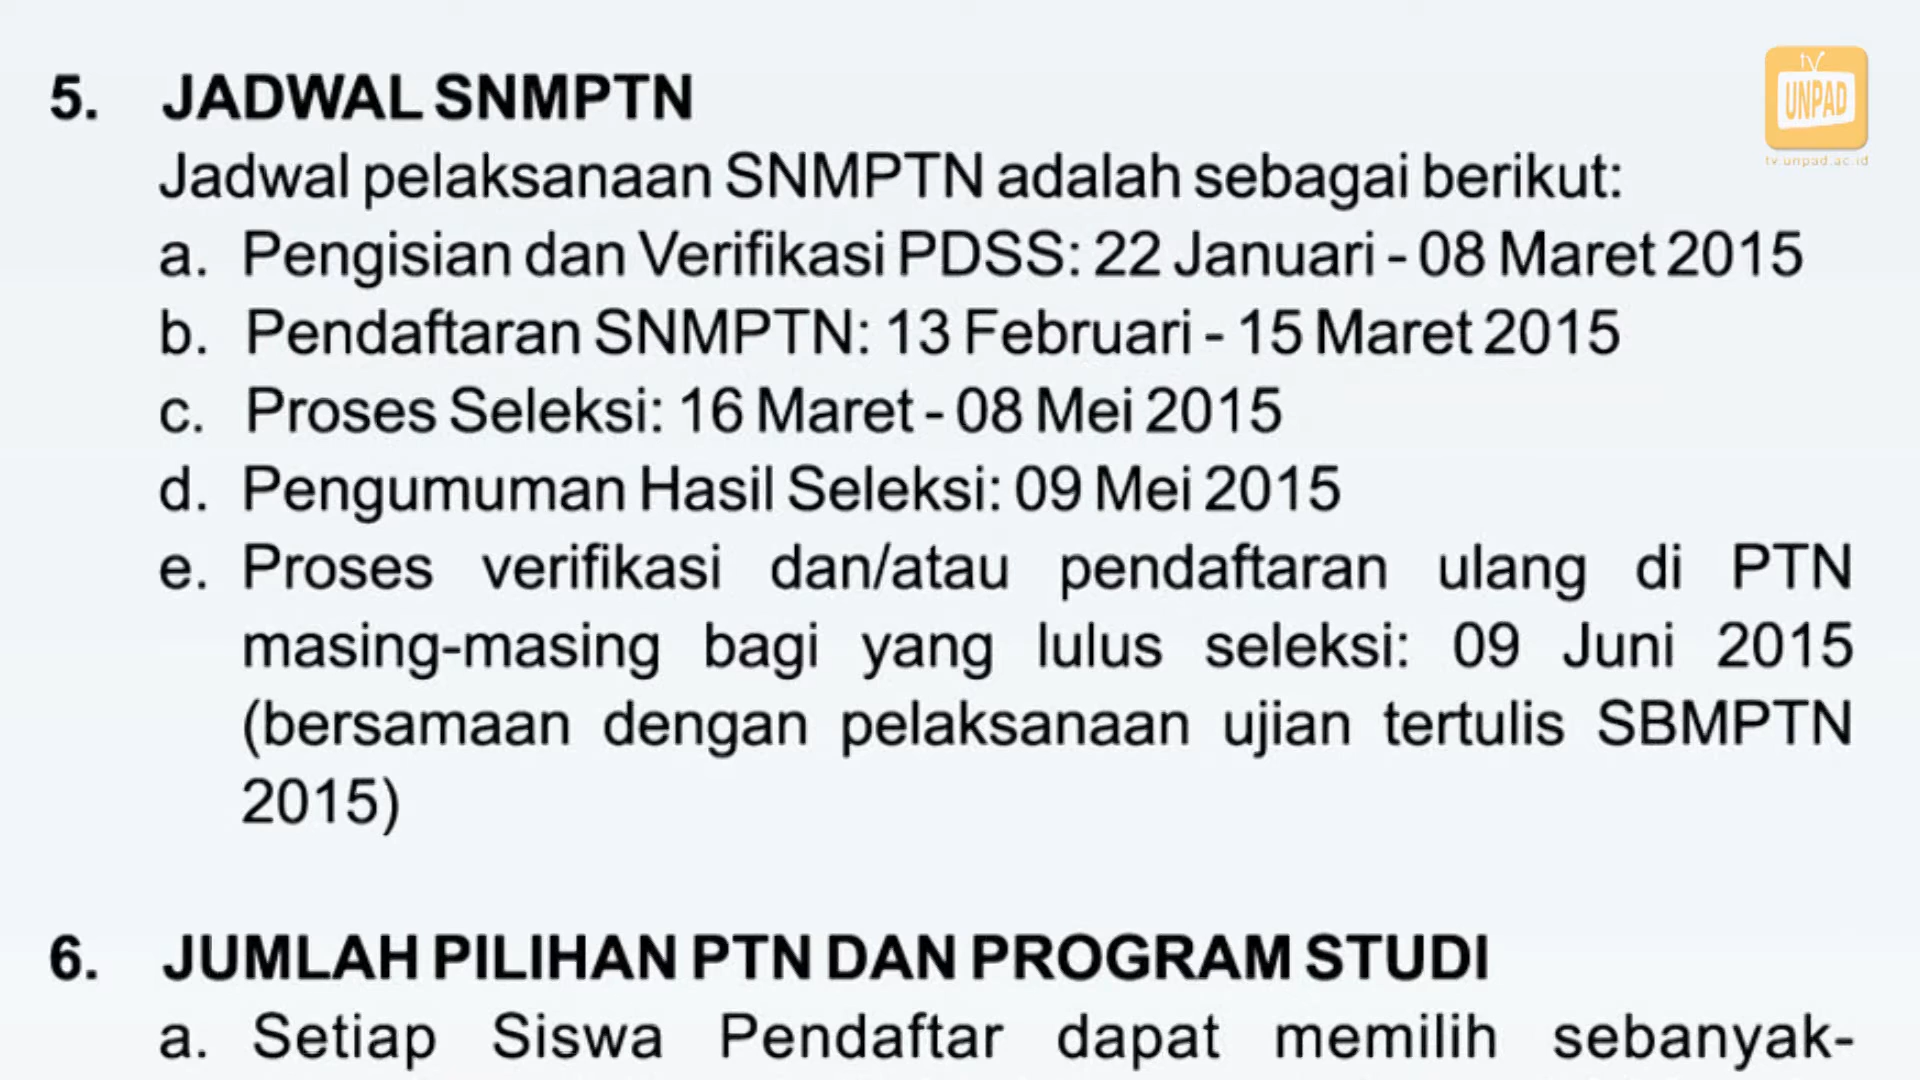 5. JADWAL SNMPTN
Jadwal pelaksanaan SNMPTN adalah sebagai berikut:
a. Pengisian dan Verifikasi PDSS: 22 Januari - 08 Maret 2015
b. Pendaftaran SNMPTN: 13 Februari - 15 Maret 2015
c. Proses Seleksi: 16 Maret - 08 Mei 2015
d. Pengumuman Hasil Seleksi: 09 Mei 2015
e. Proses verifikasi dan/atau pendaftaran ulang di PTN
masing-masing bagi yang lulus seleksi: 09 Juni 2015
(bersamaan dengan pelaksanaan ujian tertulis SBMPTN
2015)
6. JUMLAH PILIHAN PTN DAN PROGRAM STUDI
a. Setiap Siswa Pendaftar dapat memilih sebanyak-
tv
UNPAD
tv.unpad.ac.id